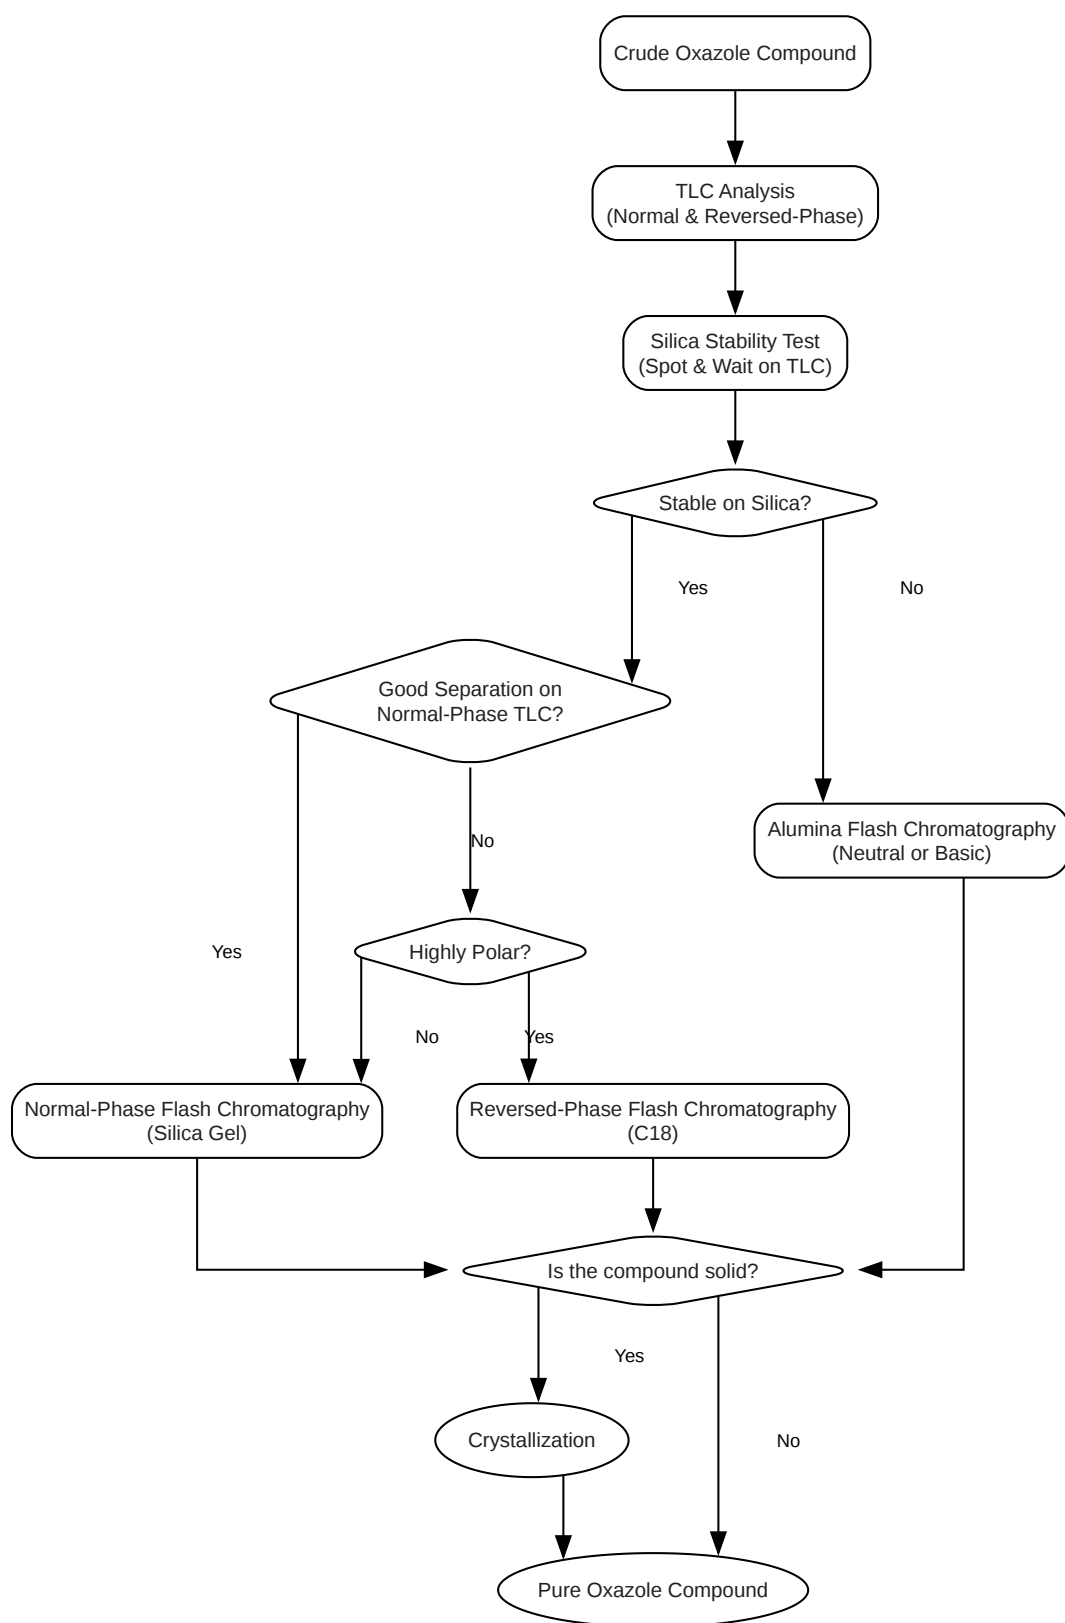 Crude Oxazole Compound
TLC Analysis
(Normal & Reversed-Phase)
Silica Stability Test
(Spot & Wait on TLC)
Stable on Silica?
Yes
No
Good Separation on
Normal-Phase TLC?
Alumina Flash Chromatography
(Neutral or Basic)
No
Yes
Highly Polar?
No
Yes
Normal-Phase Flash Chromatography
(Silica Gel)
Reversed-Phase Flash Chromatography
(C18)
Is the compound solid?
Yes
Crystallization
No
Pure Oxazole Compound